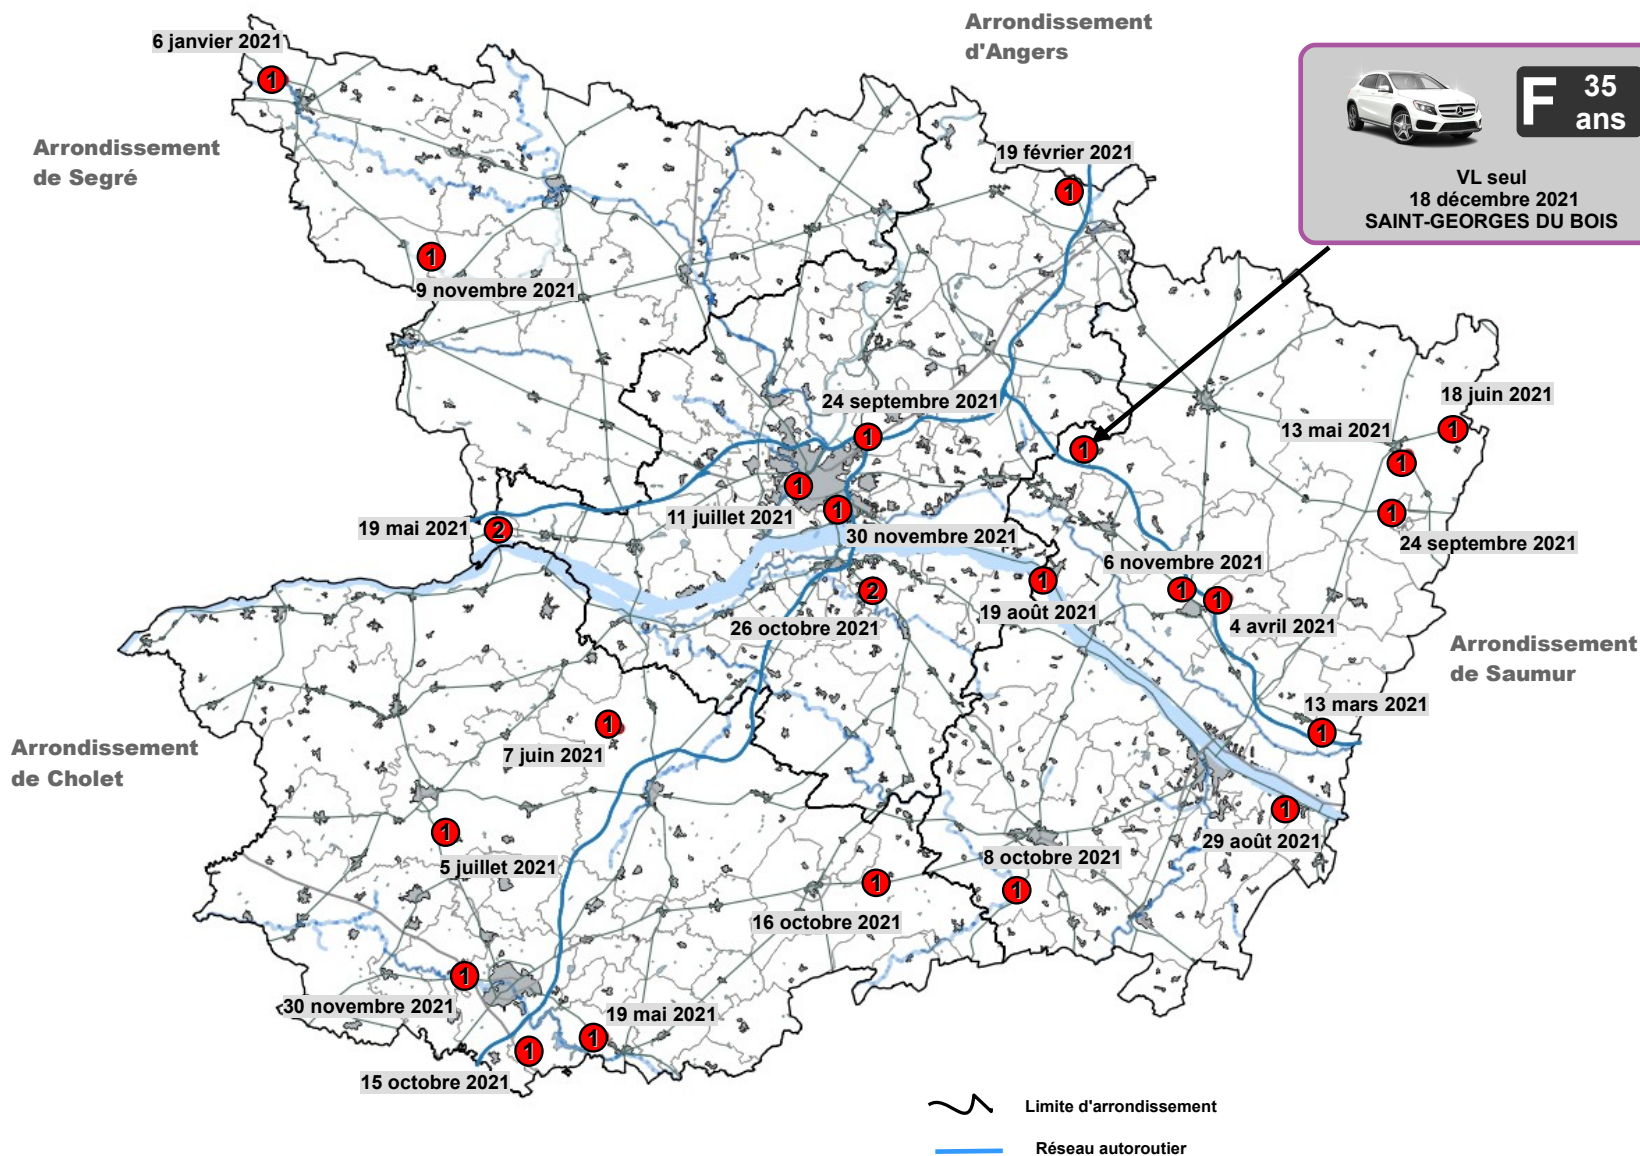 Arrondissement
d'Angers
6 janvier 2021
1
F
35
ans
VL seul
18 décembre 2021
SAINT-GEORGES DU BOIS
Arrondissement
de Segré
19 février 2021
1
1
9 novembre 2021
24 septembre 2021
1
18 juin 2021
1
13 mai 2021
1
1
1
11 juillet 2021
1
30 novembre 2021
19 mai 2021
2
1
24 septembre 2021
6 novembre 2021
1
1
4 avril 2021
1
19 août 2021
2
26 octobre 2021
Arrondissement
de Saumur
13 mars 2021
1
1
7 juin 2021
Arrondissement
de Cholet
1
29 août 2021
1
5 juillet 2021
8 octobre 2021
1
1
16 octobre 2021
1
30 novembre 2021
19 mai 2021
1
1
15 octobre 2021
Limite d'arrondissement
Réseau autoroutier